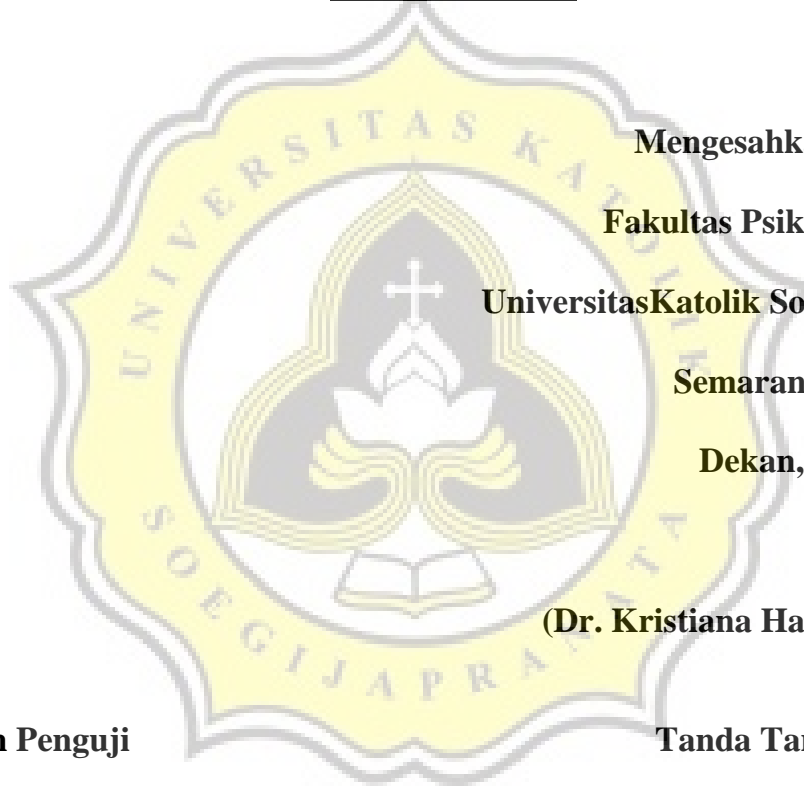 UNIVERSITAS KATOLIK
Mengesahk
Fakultas Psik
UniversitasKatolik So
Semaran
Dekan,
(Dr. Kristiana Ha
SOEGIJAPRANATA
n Penguji
Tanda Tan